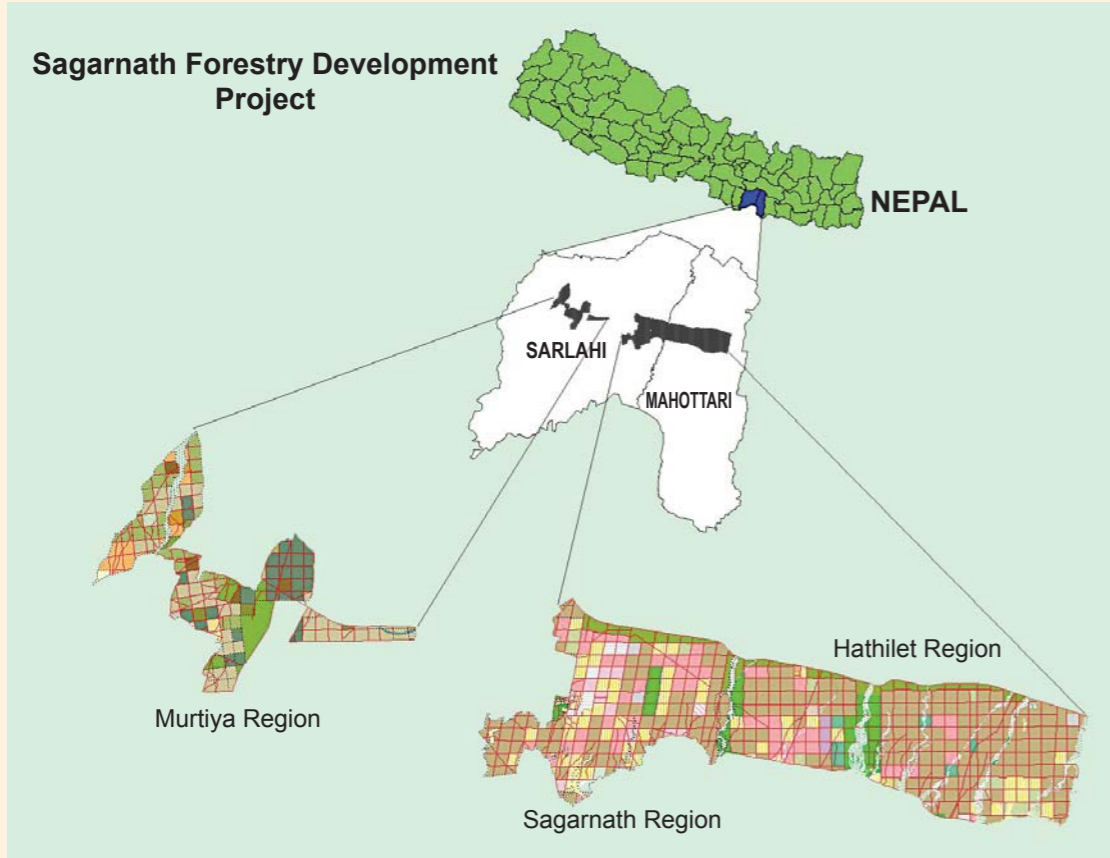 Sagarnath Forestry Development
Project
NEPAL
SARLAHI
MAHOTTARI
Hathilet Region
Murtiya Region
Sagarnath Region